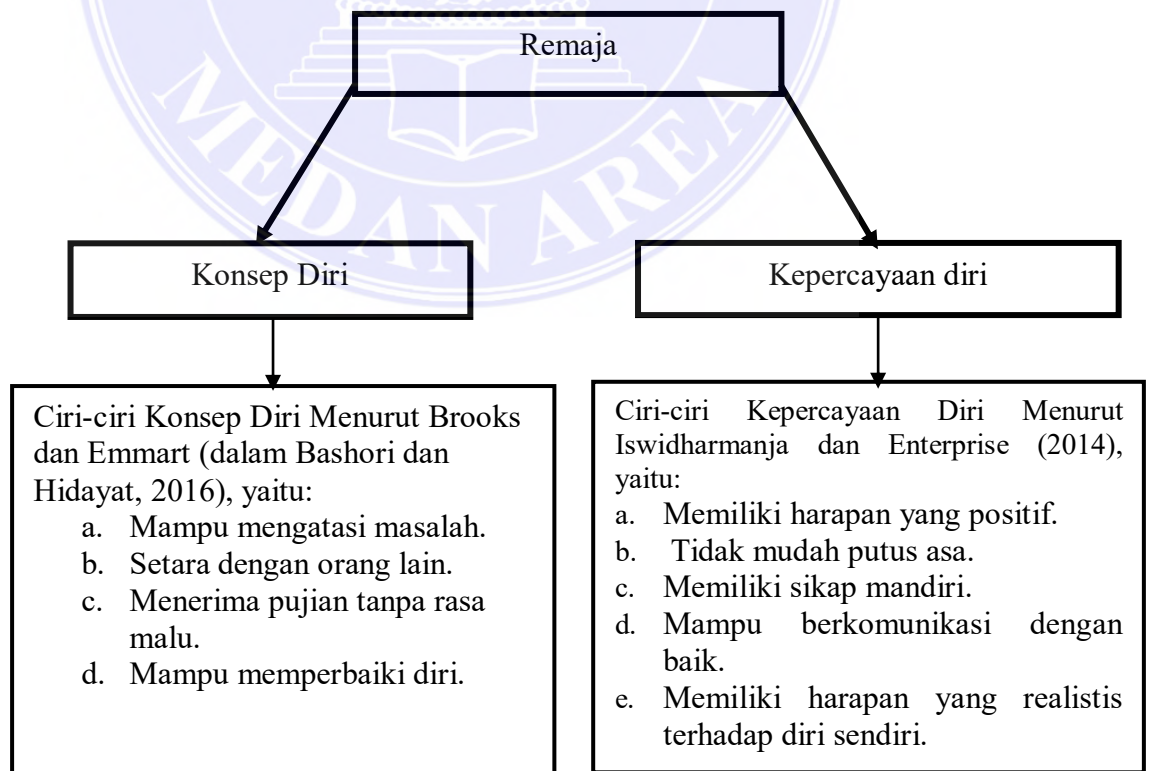 Remaja
MEDAN AREA
Konsep Diri
Kepercayaan diri
Ciri-ciri Konsep Diri Menurut Brooks
dan Emmart (dalam Bashori dan
Hidayat, 2016), yaitu:
a. Mampu mengatasi masalah.
b. Setara dengan orang lain.
c. Menerima pujian tanpa rasa
malu.
d. Mampu memperbaiki diri.
Ciri-ciri Kepercayaan Diri Menurut
Iswidharmanja dan Enterprise (2014),
yaitu:
a. Memiliki harapan yang positif.
b. Tidak mudah putus asa.
c. Memiliki sikap mandiri.
d. Mampu berkomunikasi dengan
baik.
e. Memiliki harapan yang realistis
terhadap diri sendiri.